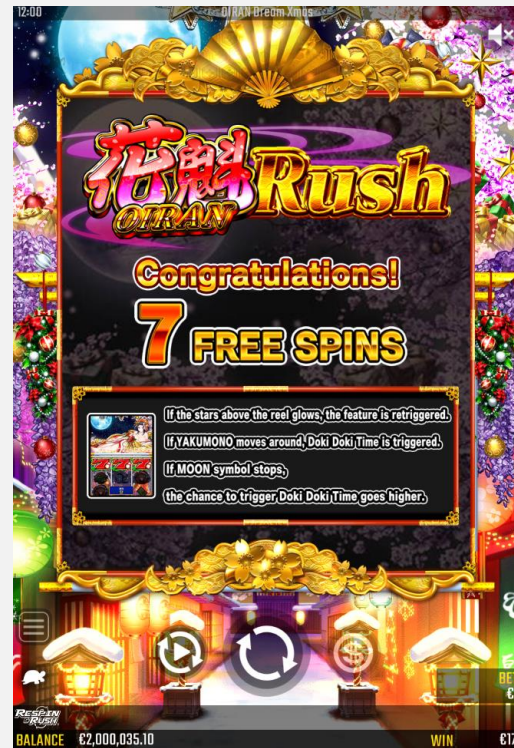 12:00
OIRAN Dream Xmas
花魁 Rush
OIRAN
Congratulations!
7 FREE SPINS
If the stars above the reel glows, the feature is retriggered.
If YAKUMONO moves around, Doki Doki Time is triggered.
If MOON symbol stops,
the chance to trigger Doki Doki Time goes higher.
RESPIN
RUSH
BALANCE €2,000,035.10
WIN